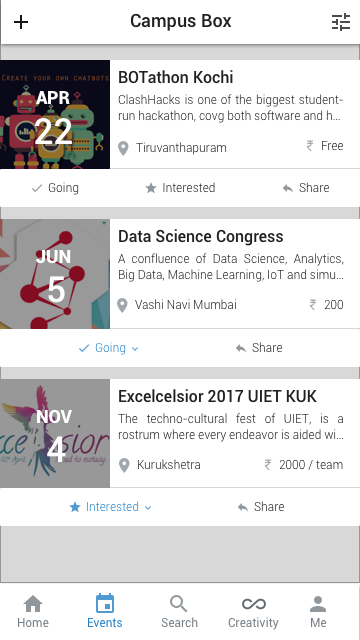 Campus Box
CREATE YOUR OWN CHATBOTS
APR
22
BOTathon Kochi
ClashHacks is one of the biggest student-
run hackathon, covg both software and h...
Tiruvanthapuram
₹ Free
Going
Interested
Share
JUN
5
Data Science Congress
A confluence of Data Science, Analytics,
Big Data, Machine Learning, IoT and simu...
Vashi Navi Mumbai
₹ 200
Going
Share
NOV
4
Excelcelsior 2017 UIET KUK
The techno-cultural fest of UIET, is a
rostrum where every endeavor is aided wi...
Kurukshetra
₹ 2000 / team
Interested
Share
Home
Events
Search
Creativity
Me